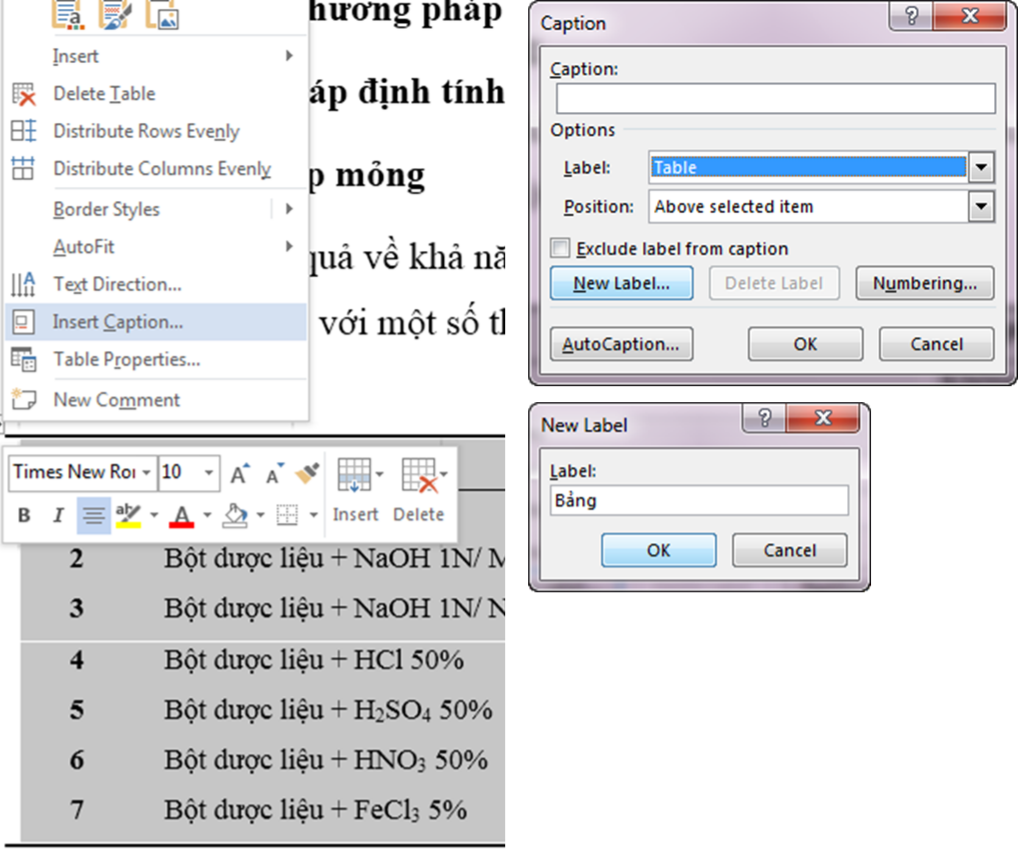 hương pháp
áp định tính
p mỏng
quả về khả nă
với một số th
Insert
Delete Table
Distribute Rows Evenly
Distribute Columns Evenly
Border Styles
AutoFit
Text Direction...
Insert Caption...
Table Properties...
New Comment
Times New Roi
10
A
A
B
I
aby
A
Insert
Delete
2 Bột dược liệu + NaOH 1N/ M
3 Bột dược liệu + NaOH 1N/ N
4 Bột dược liệu + HCl 50%
5 Bột dược liệu + H₂SO₄ 50%
6 Bột dược liệu + HNO₃ 50%
7 Bột dược liệu + FeCl₃ 5%
Caption
?
Caption:
Options
Label: Table
Position: Above selected item
Exclude label from caption
New Label... Delete Label Numbering...
AutoCaption... OK Cancel
New Label
?
Label:
Bảng
OK Cancel